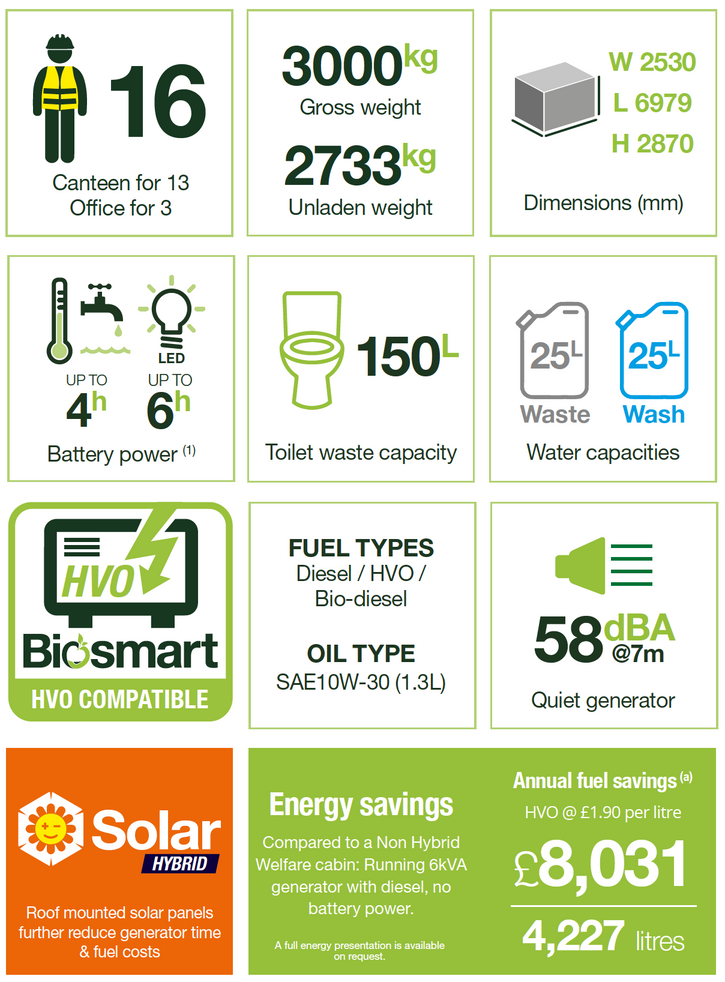 16
Canteen for 13
Office for 3
3000kg
Gross weight
2733kg
Unladen weight
W 2530
L 6979
H 2870
Dimensions (mm)
LED
UP TO
4h
UP TO
6h
Battery power (1)
150L
Toilet waste capacity
25L
Waste
25L
Wash
Water capacities
HVO
Biosmart
HVO COMPATIBLE
FUEL TYPES
Diesel / HVO /
Bio-diesel
OIL TYPE
SAE10W-30 (1.3L)
58dBA
@7m
Quiet generator
Solar
HYBRID
Roof mounted solar panels
further reduce generator time
& fuel costs
Energy savings
Compared to a Non Hybrid
Welfare cabin: Running 6kVA
generator with diesel, no
battery power.
A full energy presentation is available
on request.
Annual fuel savings (a)
HVO @ £1.90 per litre
£8,031
4,227 litres